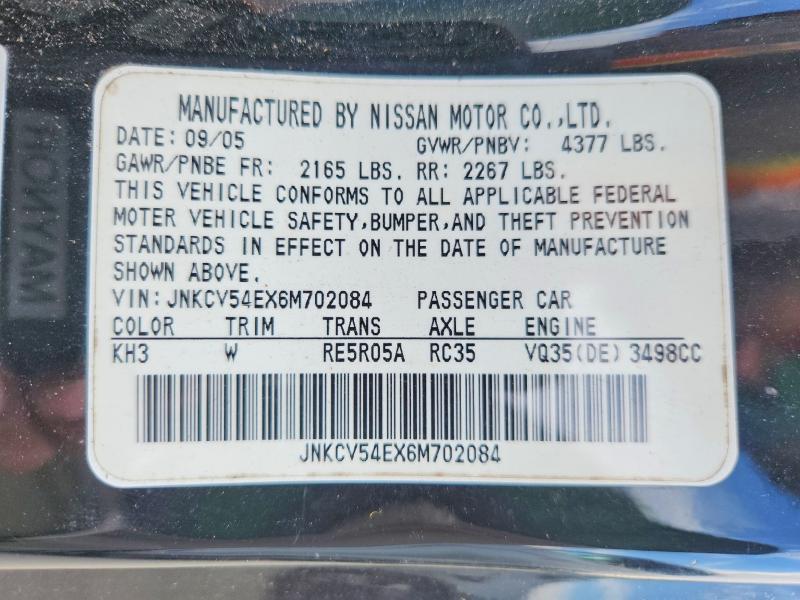 MANUFACTURED BY NISSAN MOTOR CO.,LTD.
DATE: 09/05 GVWR/PNBV: 4377 LBS.
GAWR/PNBE FR: 2165 LBS. RR: 2267 LBS.
THIS VEHICLE CONFORMS TO ALL APPLICABLE FEDERAL
MOTER VEHICLE SAFETY,BUMPER,AND THEFT PREVENTION
STANDARDS IN EFFECT ON THE DATE OF MANUFACTURE
SHOWN ABOVE.
VIN: JNKCV54EX6M702084 PASSENGER CAR
COLOR TRIM TRANS AXLE ENGINE
KH3 W RE5R05A RC35 VQ35(DE) 3498CC
JNKCV54EX6M702084